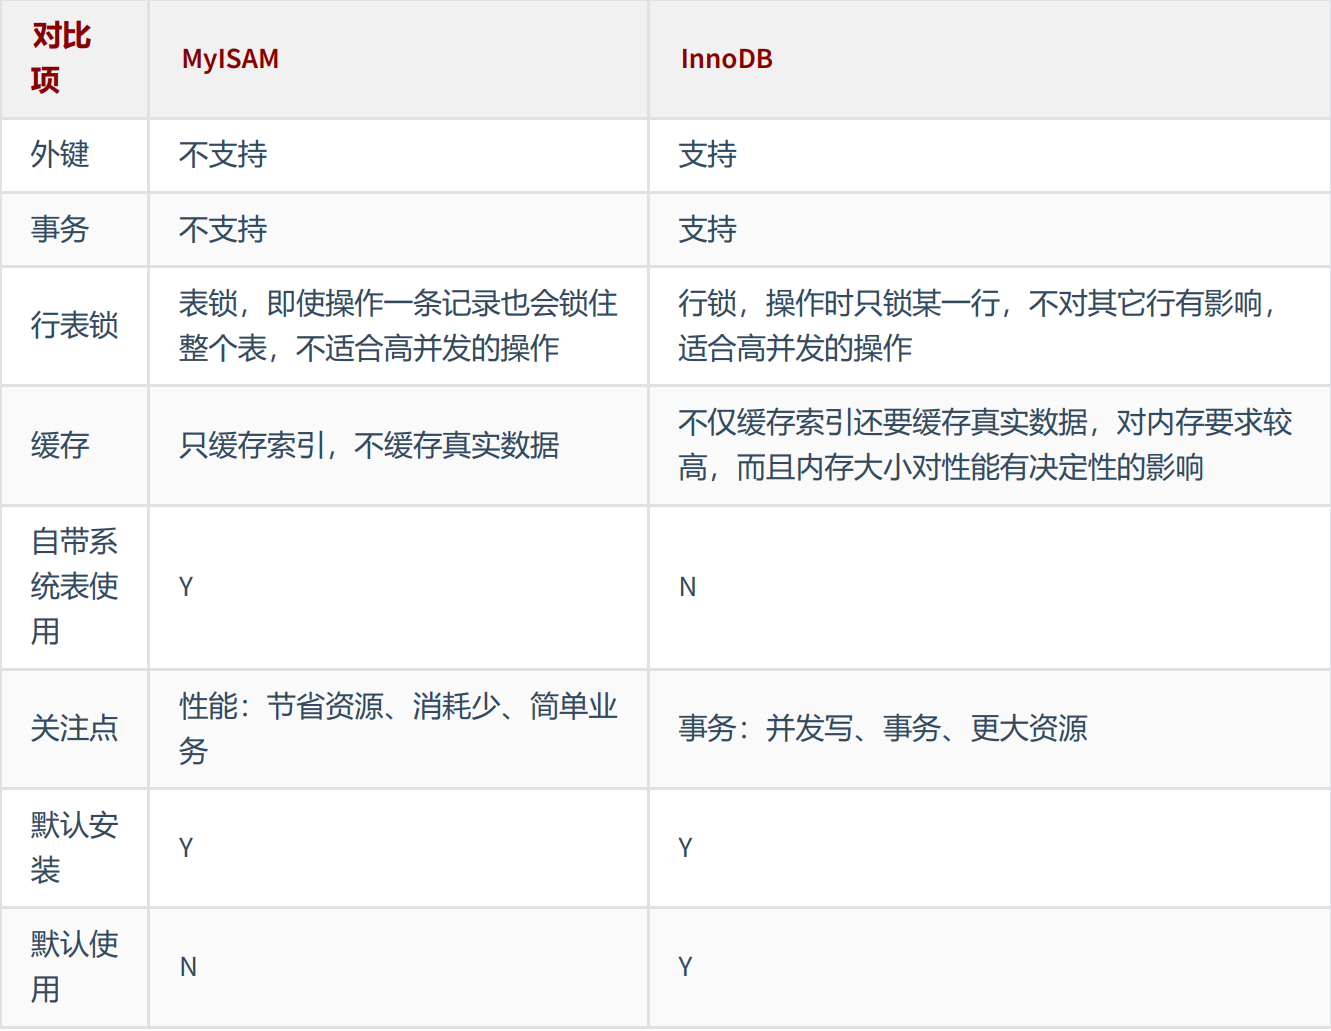 对比
项
MyISAM
InnoDB
外键
不支持
支持
事务
不支持
支持
行表锁
表锁，即使操作一条记录也会锁住
整个表，不适合高并发的操作
行锁，操作时只锁某一行，不对其它行有影响，
适合高并发的操作
缓存
只缓存索引，不缓存真实数据
不仅缓存索引还要缓存真实数据，对内存要求较
高，而且内存大小对性能有决定性的影响
自带系
统表使
用
Y
N
关注点
性能：节省资源、消耗少、简单业
务
事务：并发写、事务、更大资源
默认安
装
Y
Y
默认使
用
N
Y